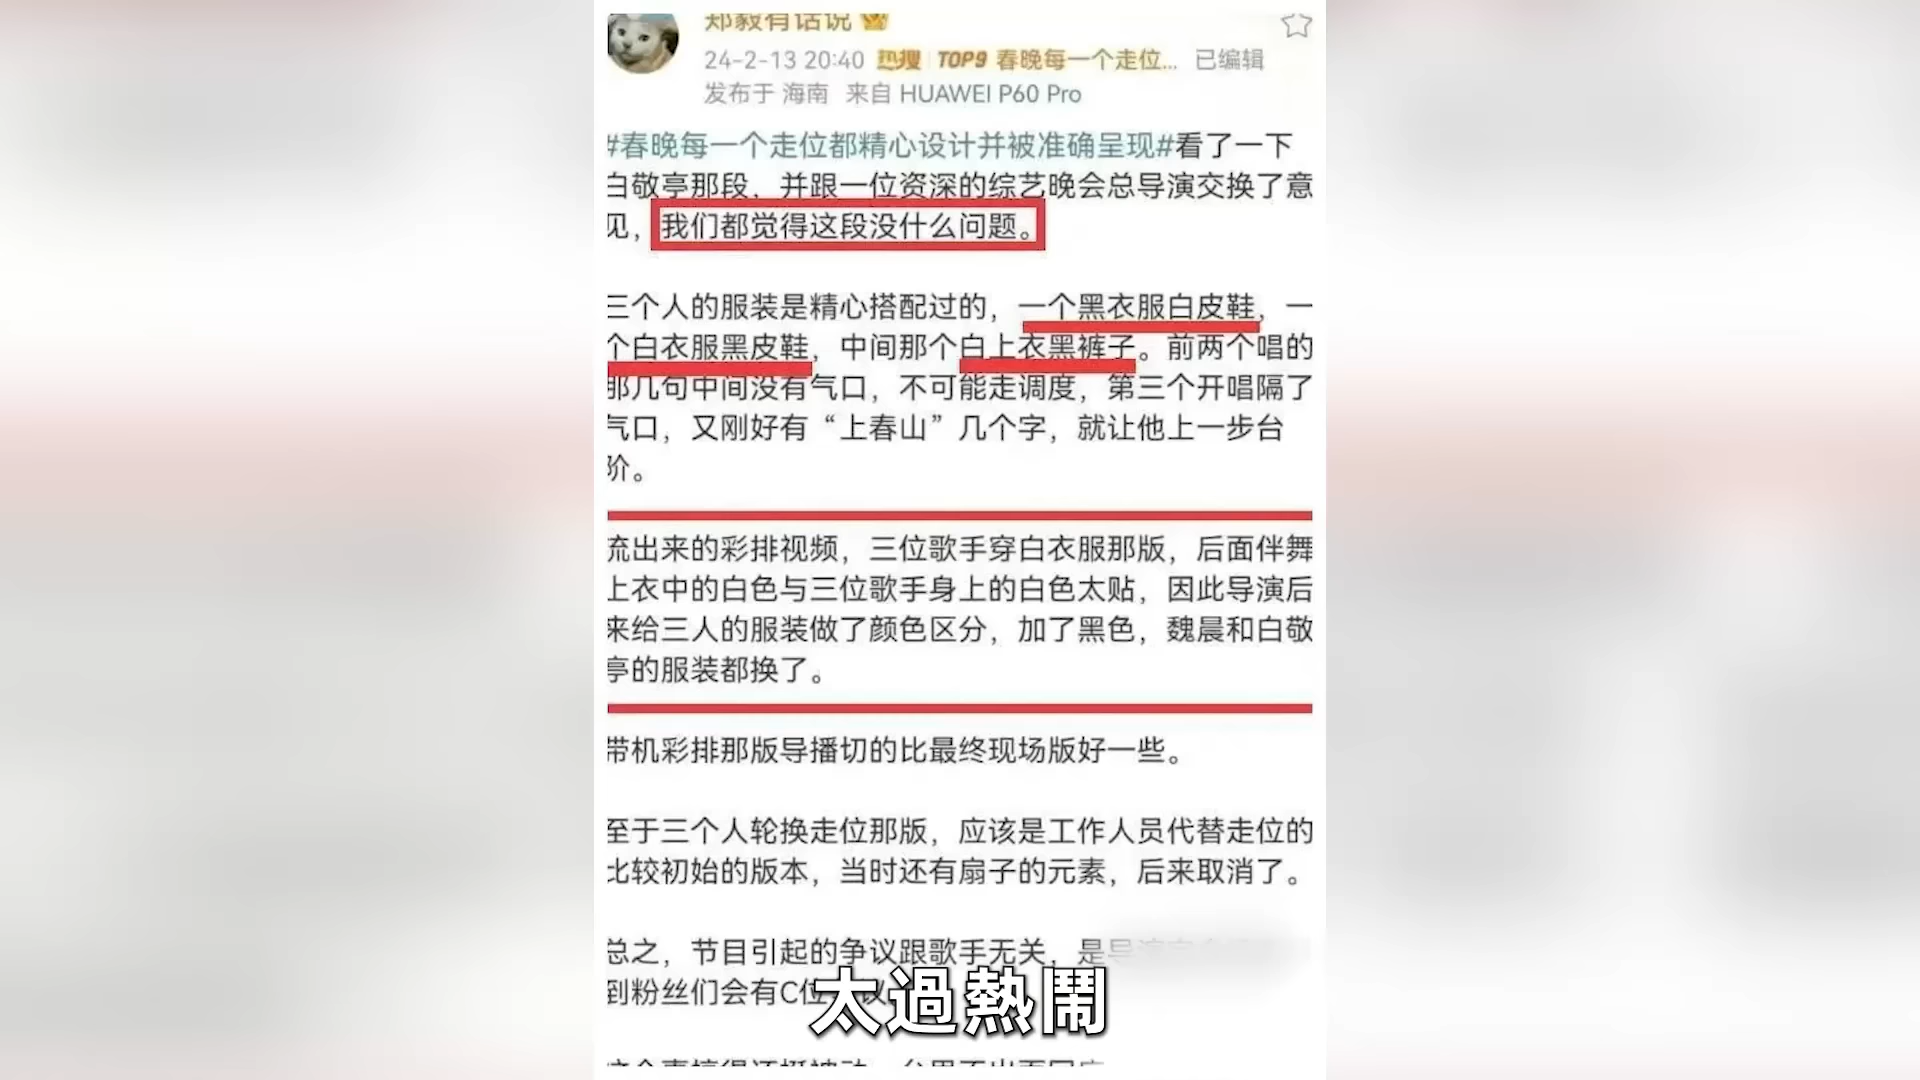 郑毅有话说
24-2-13 20:40 热搜 TOP9 春晚每一个走位... 已编辑
发布于 海南 来自 HUAWEI P60 Pro
#春晚每一个走位都精心设计并被准确呈现#看了一下
白敬亭那段，并跟一位资深的综艺晚会总导演交换了意
见，我们都觉得这段没什么问题。
三个人的服装是精心搭配过的，一个黑衣服白皮鞋，一
个白衣服黑皮鞋，中间那个白上衣黑裤子。前两个唱的
那几句中间没有气口，不可能走调度，第三个开唱隔了
气口，又刚好有“上春山”几个字，就让他上一步台
阶。
流出来的彩排视频，三位歌手穿白衣服那版，后面伴舞
上衣中的白色与三位歌手身上的白色太贴，因此导演后
来给三人的服装做了颜色区分，加了黑色，魏晨和白敬
亭的服装都换了。
带机彩排那版导播切的比最终现场版好一些。
至于三个人轮换走位那版，应该是工作人员代替走位的
比较初始的版本，当时还有扇子的元素，后来取消了。
总之，节目引起的争议跟歌手无关，是
到粉丝们会有C位
太過熱鬧